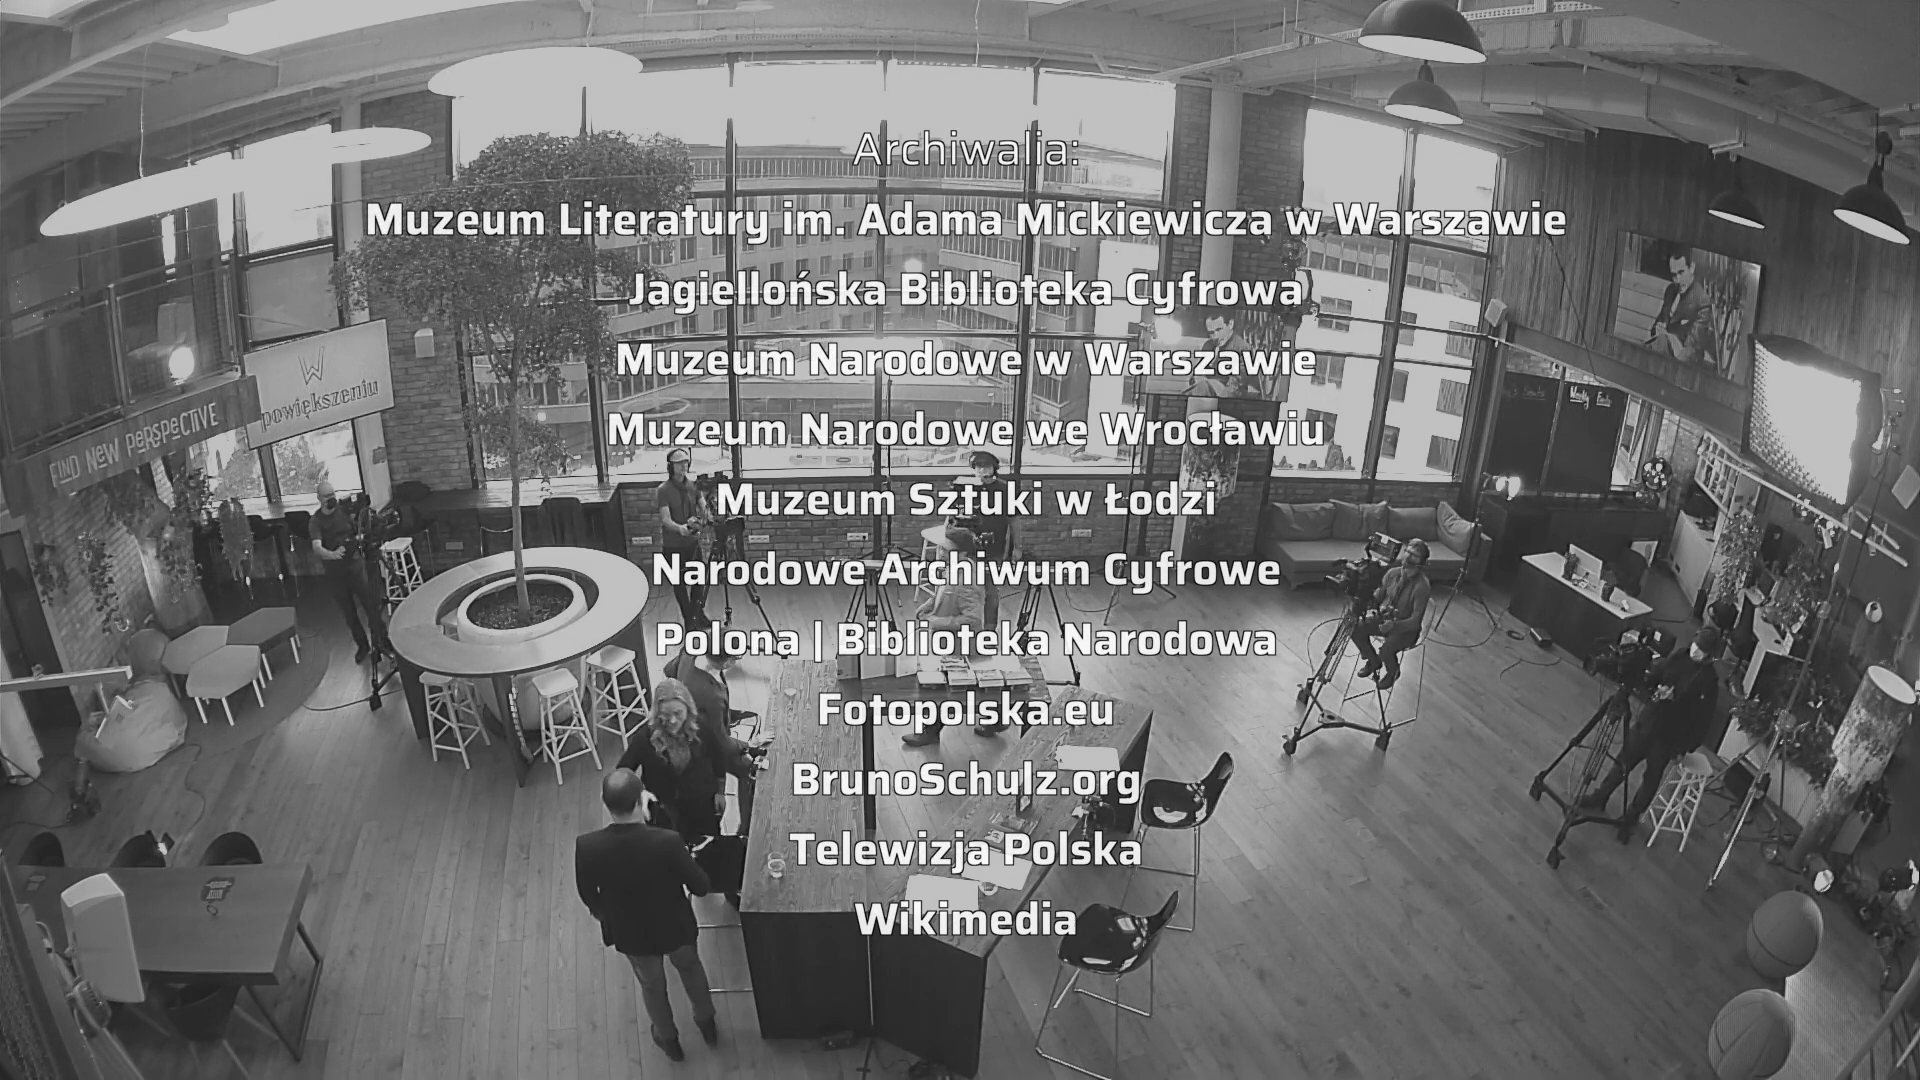 Archiwalia:
Muzeum Literatury im. Adama Mickiewicza w Warszawie
Jagiellońska Biblioteka Cyfrowa
Muzeum Narodowe w Warszawie
Muzeum Narodowe we Wrocławiu
Muzeum Sztuki w Łodzi
Narodowe Archiwum Cyfrowe
Polona | Biblioteka Narodowa
Fotopolska.eu
BrunoSchulz.org
Telewizja Polska
Wikimedia
W
powiększeniu
FIND NEW PeRSPeCTIVE